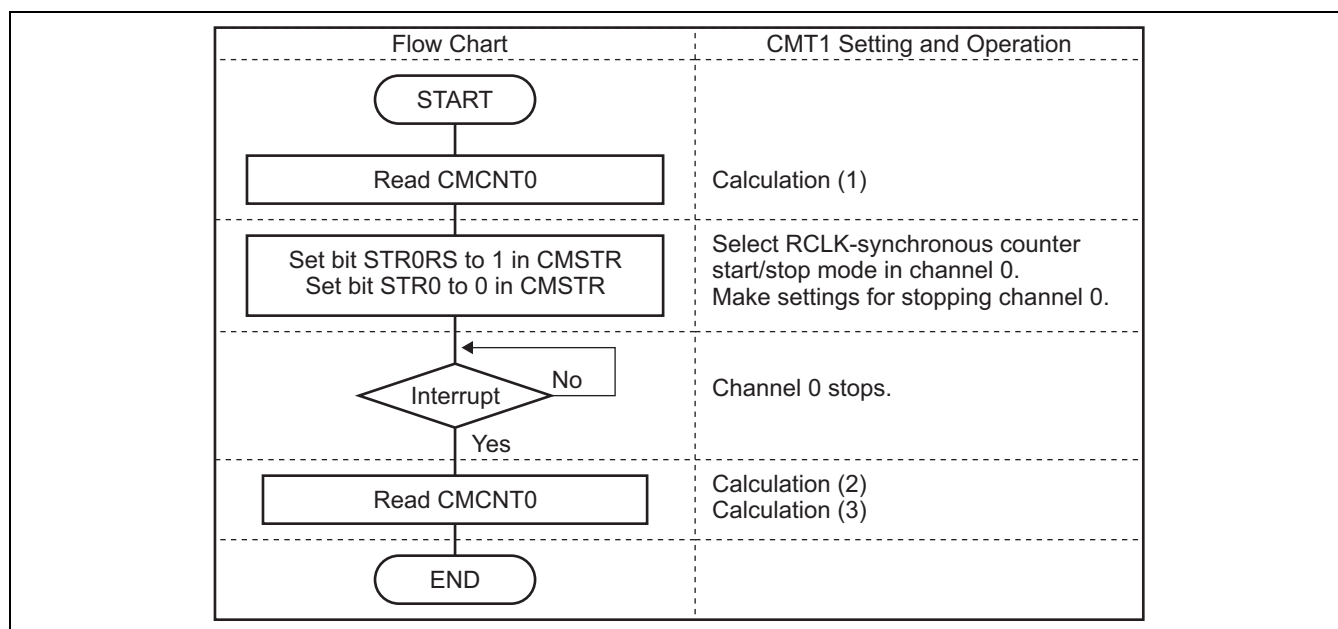 Flow Chart
CMT1 Setting and Operation
START
Read CMCNT0
Calculation (1)
Set bit STR0RS to 1 in CMSTR
Set bit STR0 to 0 in CMSTR
Select RCLK-synchronous counter
start/stop mode in channel 0.
Make settings for stopping channel 0.
Interrupt
No
Yes
Channel 0 stops.
Read CMCNT0
Calculation (2)
Calculation (3)
END